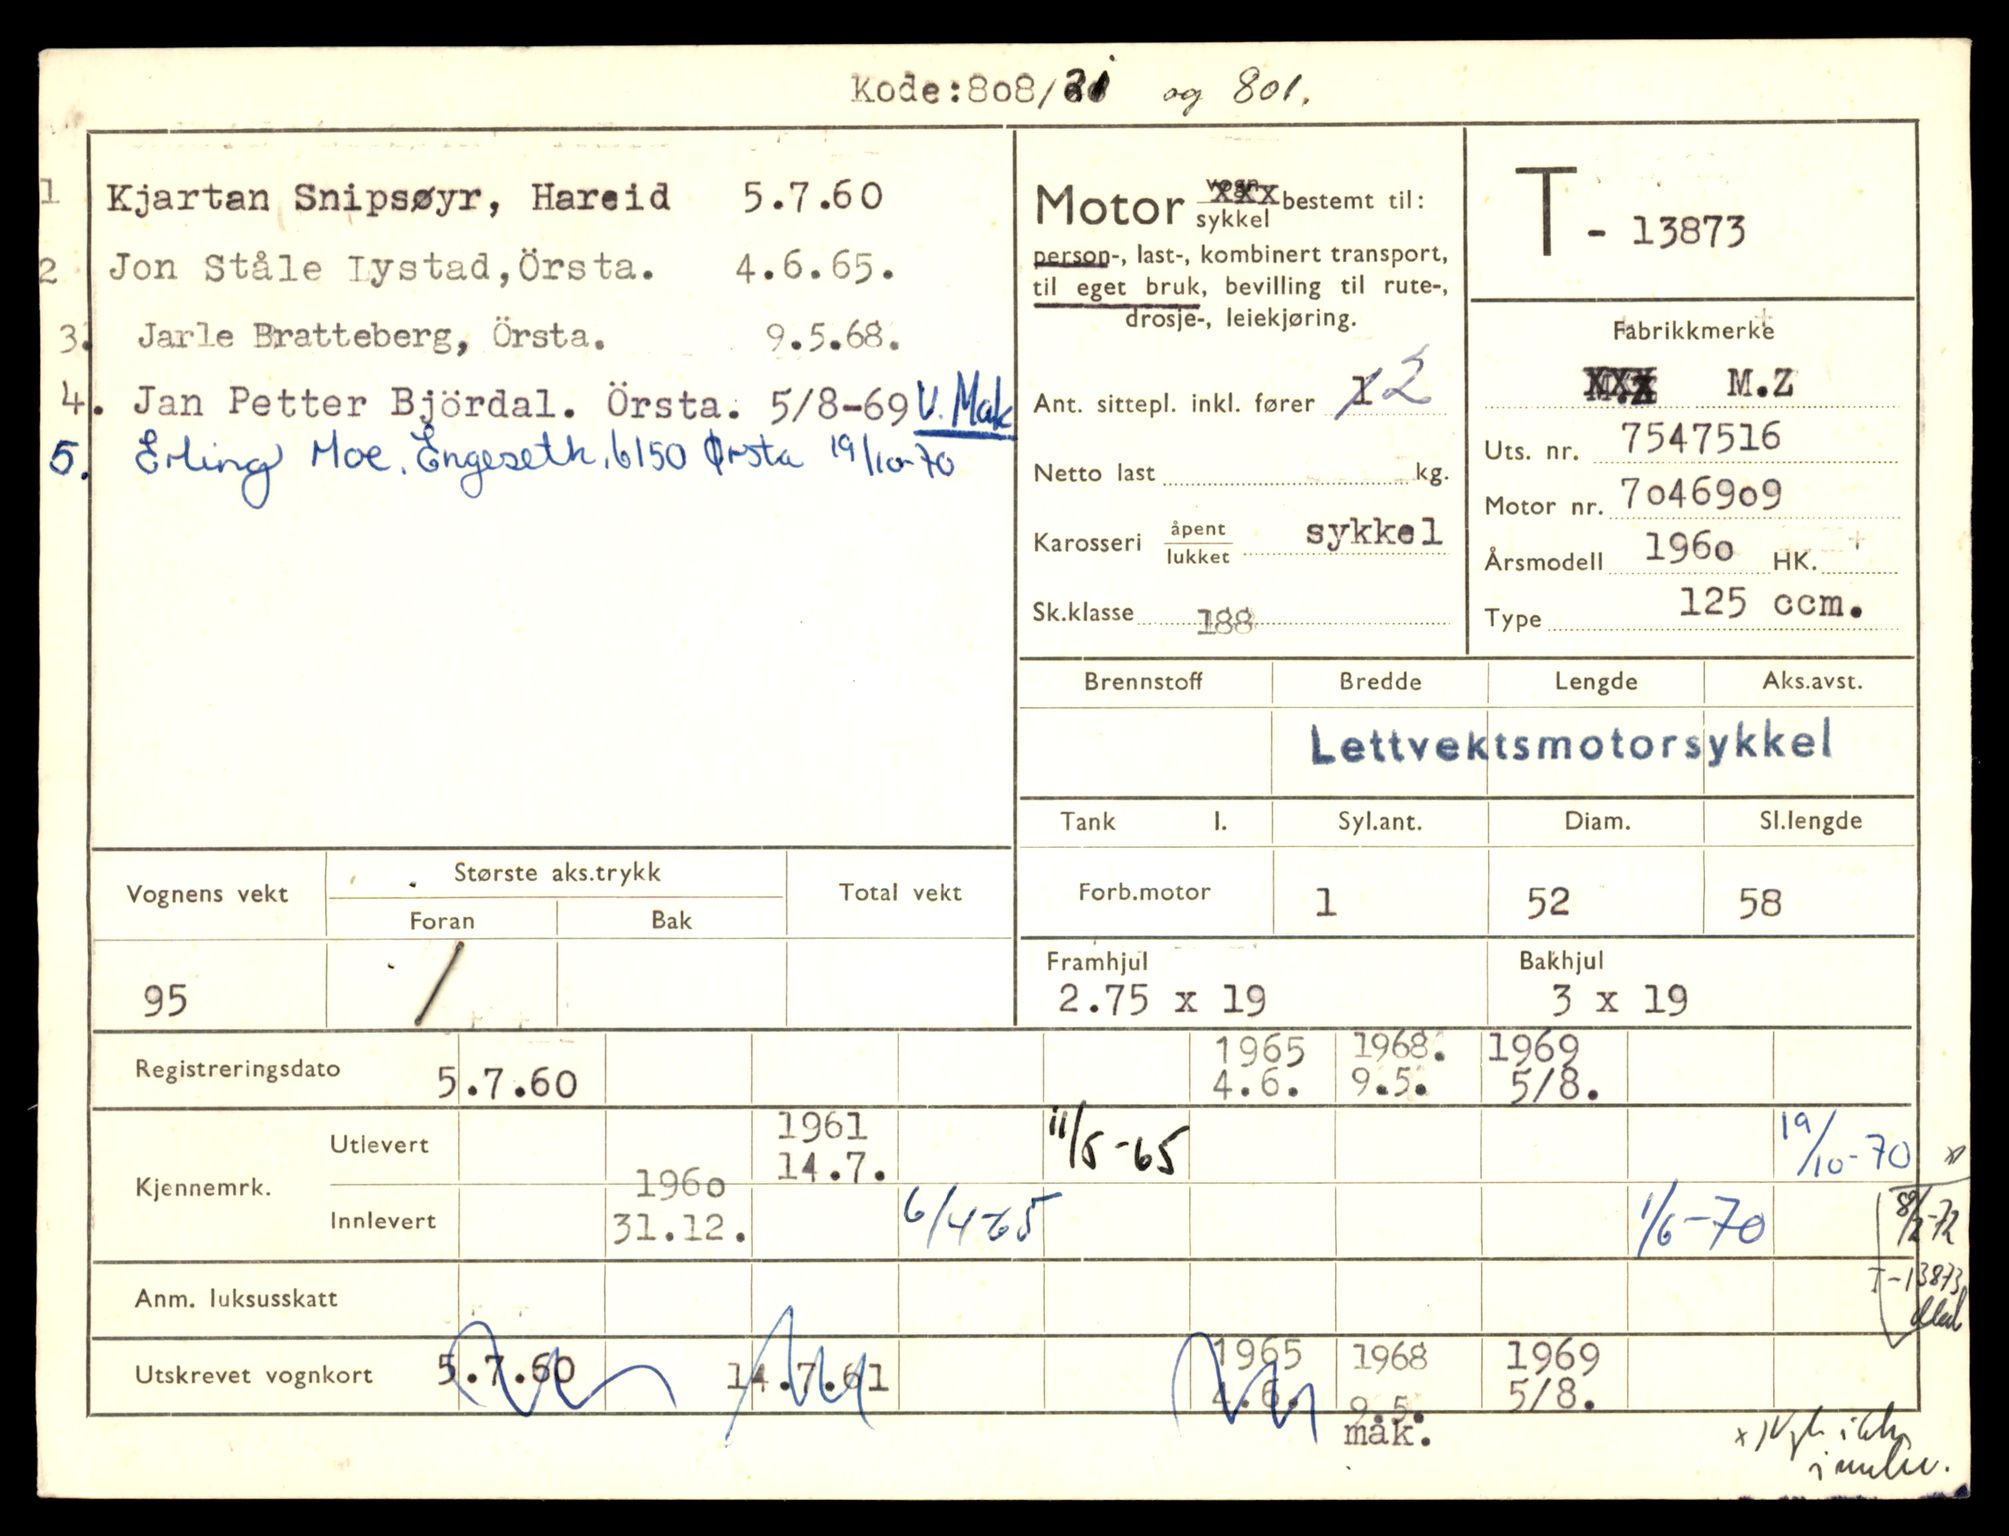 Kode:808/ og 801.
1 Kjartan Snipsøyr, Hareid 5.7.60
2 Jon Ståle Lystad,Örsta. 4.6.65.
3. Jarle Bratteberg, Örsta. 9.5.68.
4. Jan Petter Björdal. Örsta. 5/8-69 V. Mak
5. Erling Moe, Engeseth, 6150 Ørsta 19/10-70
Motor vogn sykkel bestemt til:
person-, last-, kombinert transport,
til eget bruk, bevilling til rute-,
drosje-, leiekjøring.
Ant. sittepl. inkl. fører 1 2
Netto last kg.
Karosseri åpent lukket sykkel
Sk.klasse 188
T - 13873
Fabrikkmerke
M.Z
Uts. nr. 7547516
Motor nr. 7046909
Årsmodell 1960 HK.
Type 125 ccm.
Brennstoff Bredde Lengde Aks.avst.
Lettvektsmotorsykkel
Tank l. Syl.ant. Diam. Sl.lengde
Forb.motor 1 52 58
Framhjul Bakhjul
2.75 x 19 3 x 19
Vognens vekt Største aks.trykk Total vekt
Foran Bak
95 /
Registreringsdato 5.7.60 1965 4.6. 1968. 9.5. 1969 5/8.
Kjennemrk.
Utlevert 1961 14.7. 11/5-65 19/10-70 x)
Innlevert 1960 31.12. 6/4-65 1/6-70 /2-72
T-13873
Anm. luksusskatt
Utskrevet vognkort 5.7.60 14.7.61 1965 4.6. 1968 9.5. 1969 5/8.
mak.
x)